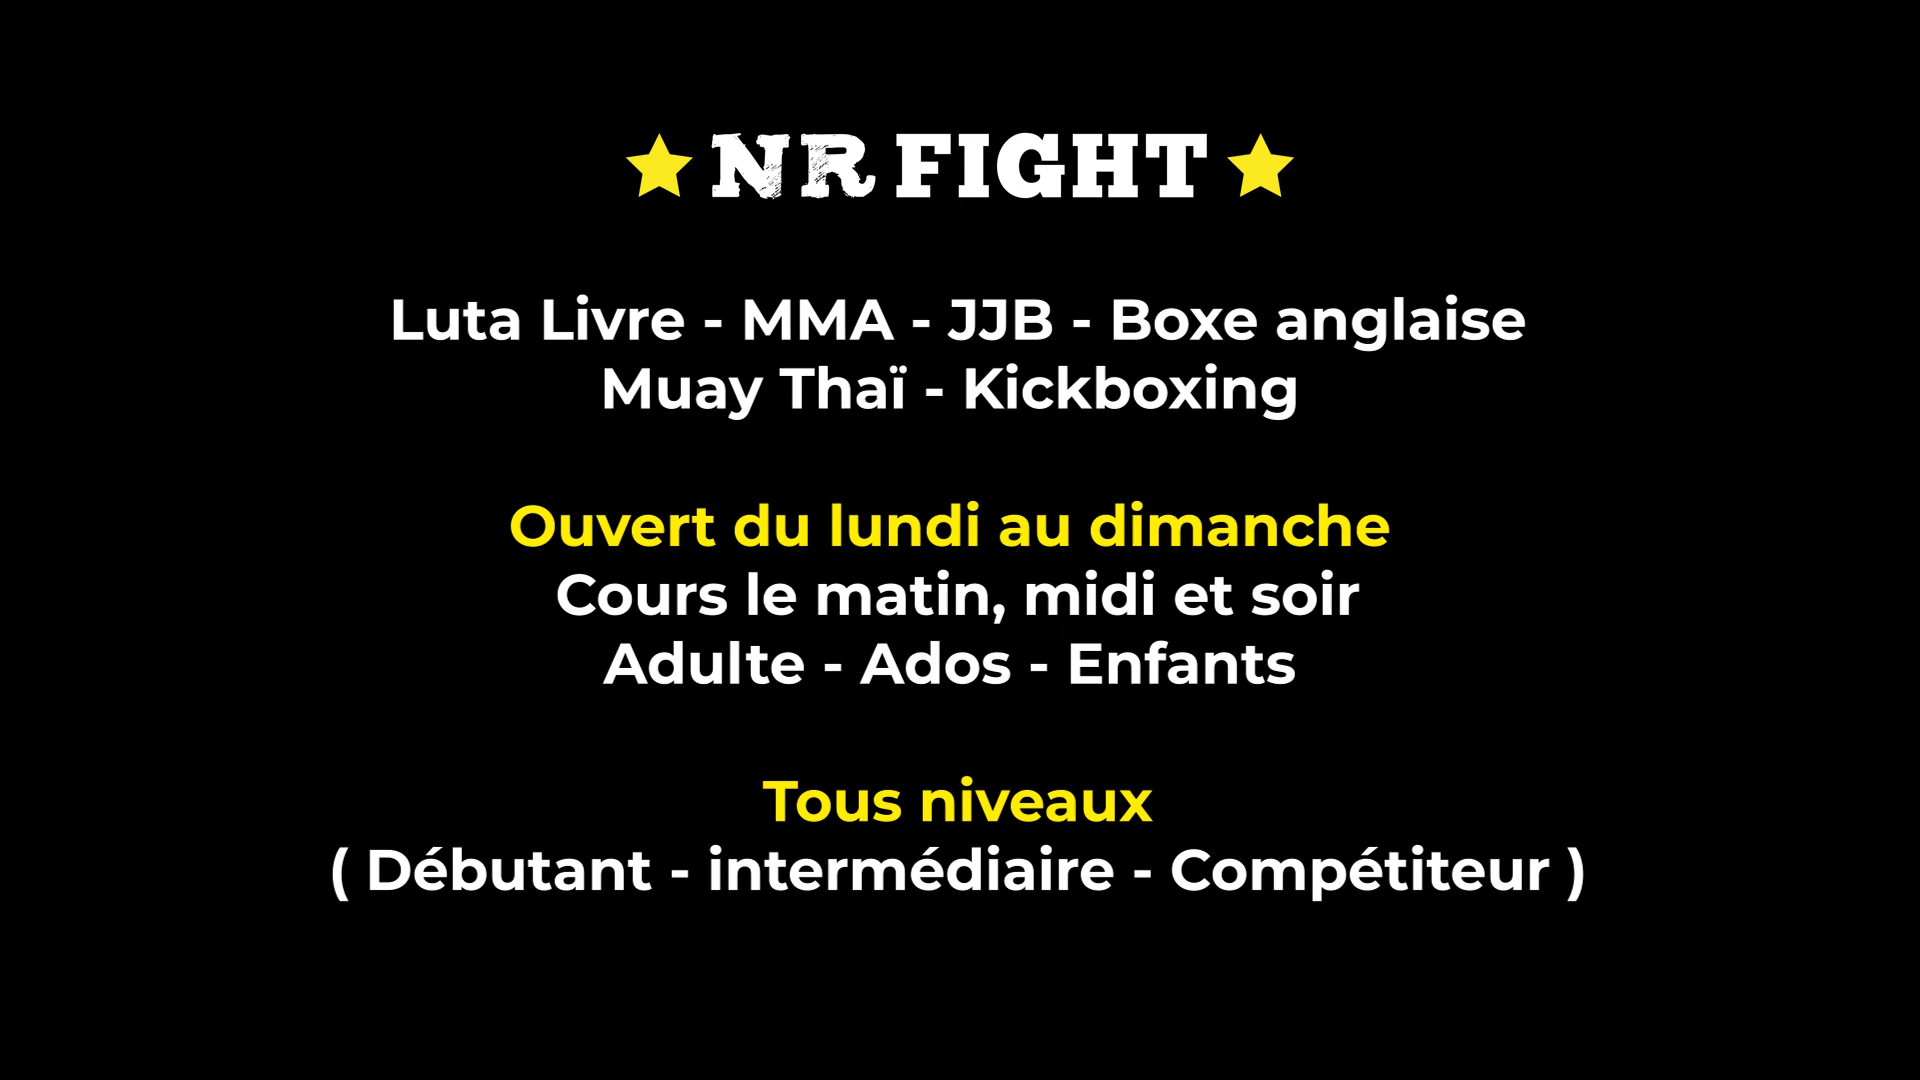 NR FIGHT
Luta Livre - MMA - JJB - Boxe anglaise
Muay Thaï - Kickboxing
Ouvert du lundi au dimanche
Cours le matin, midi et soir
Adulte - Ados - Enfants
Tous niveaux
( Débutant - intermédiaire - Compétiteur )